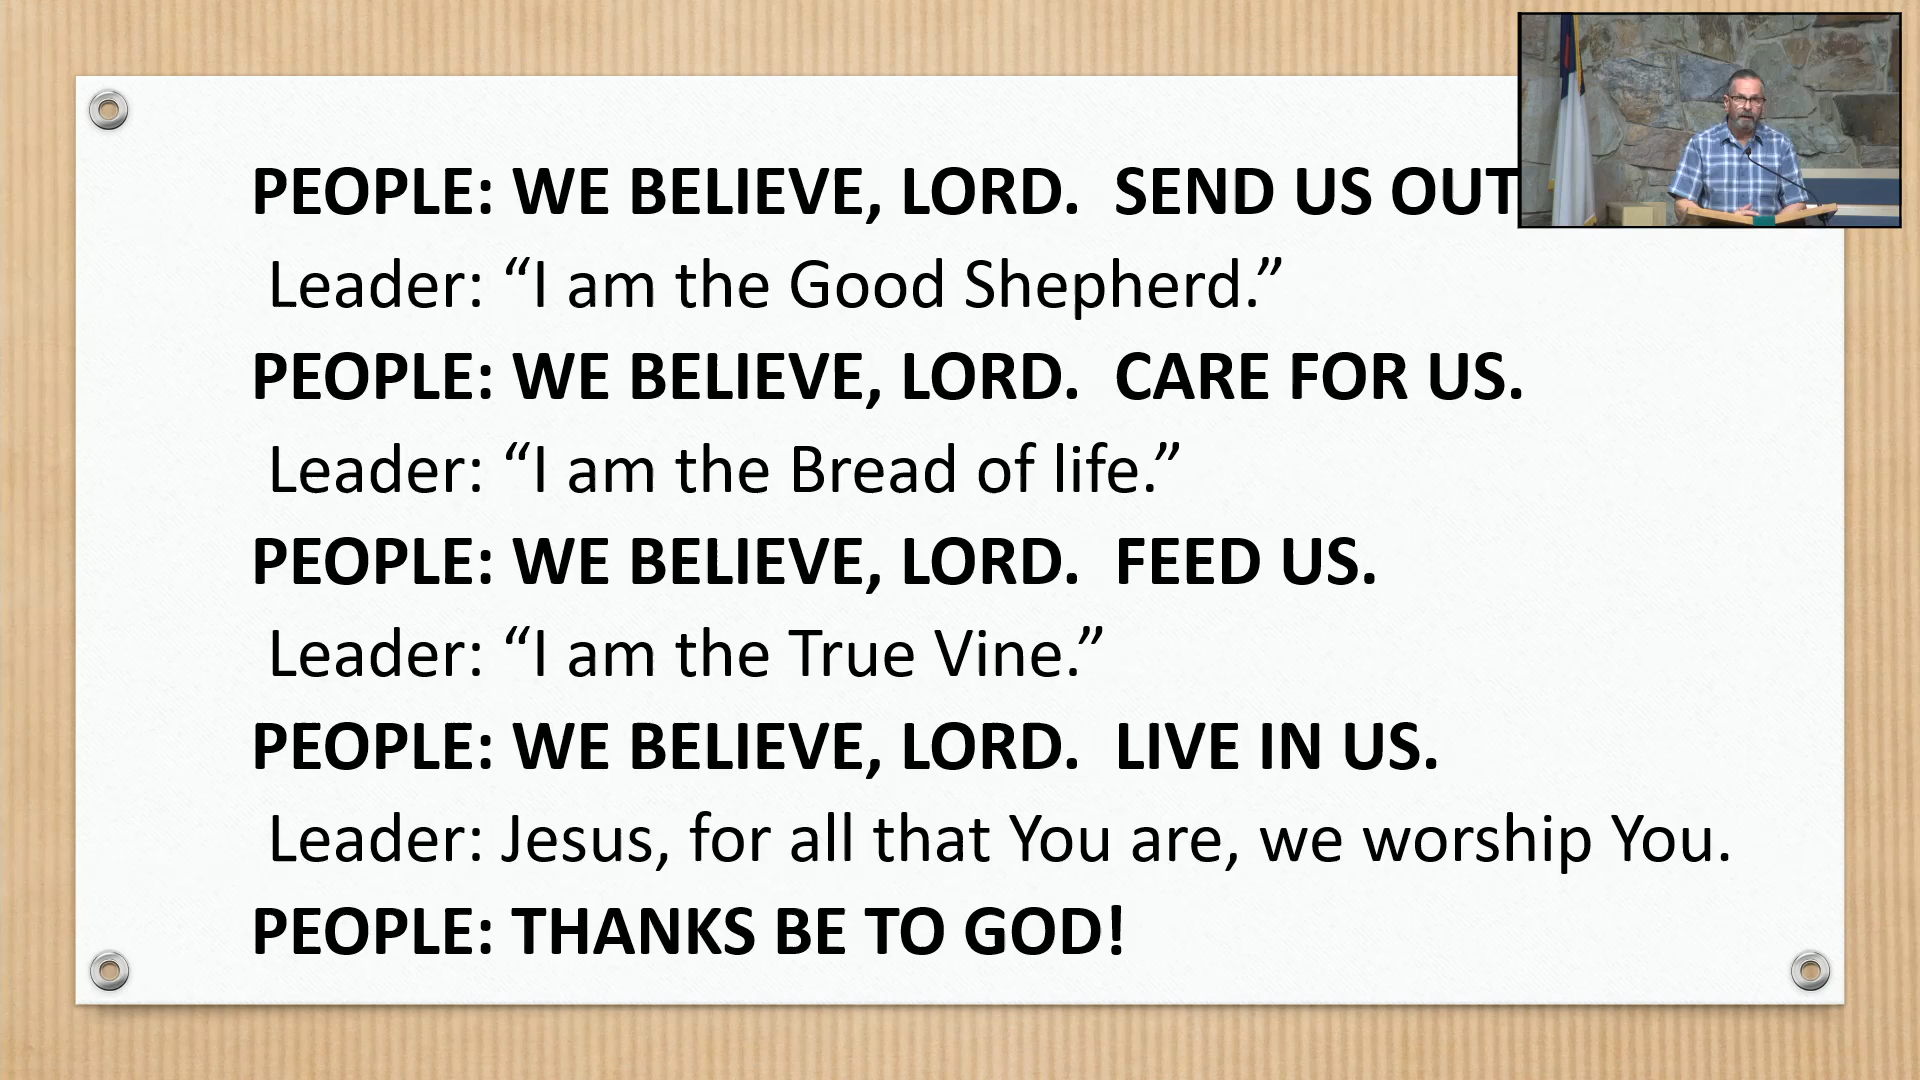 PEOPLE: WE BELIEVE, LORD.  SEND US OUT
Leader: “I am the Good Shepherd.”
PEOPLE: WE BELIEVE, LORD.  CARE FOR US.
Leader: “I am the Bread of life.”
PEOPLE: WE BELIEVE, LORD.  FEED US.
Leader: “I am the True Vine.”
PEOPLE: WE BELIEVE, LORD.  LIVE IN US.
Leader: Jesus, for all that You are, we worship You.
PEOPLE: THANKS BE TO GOD!